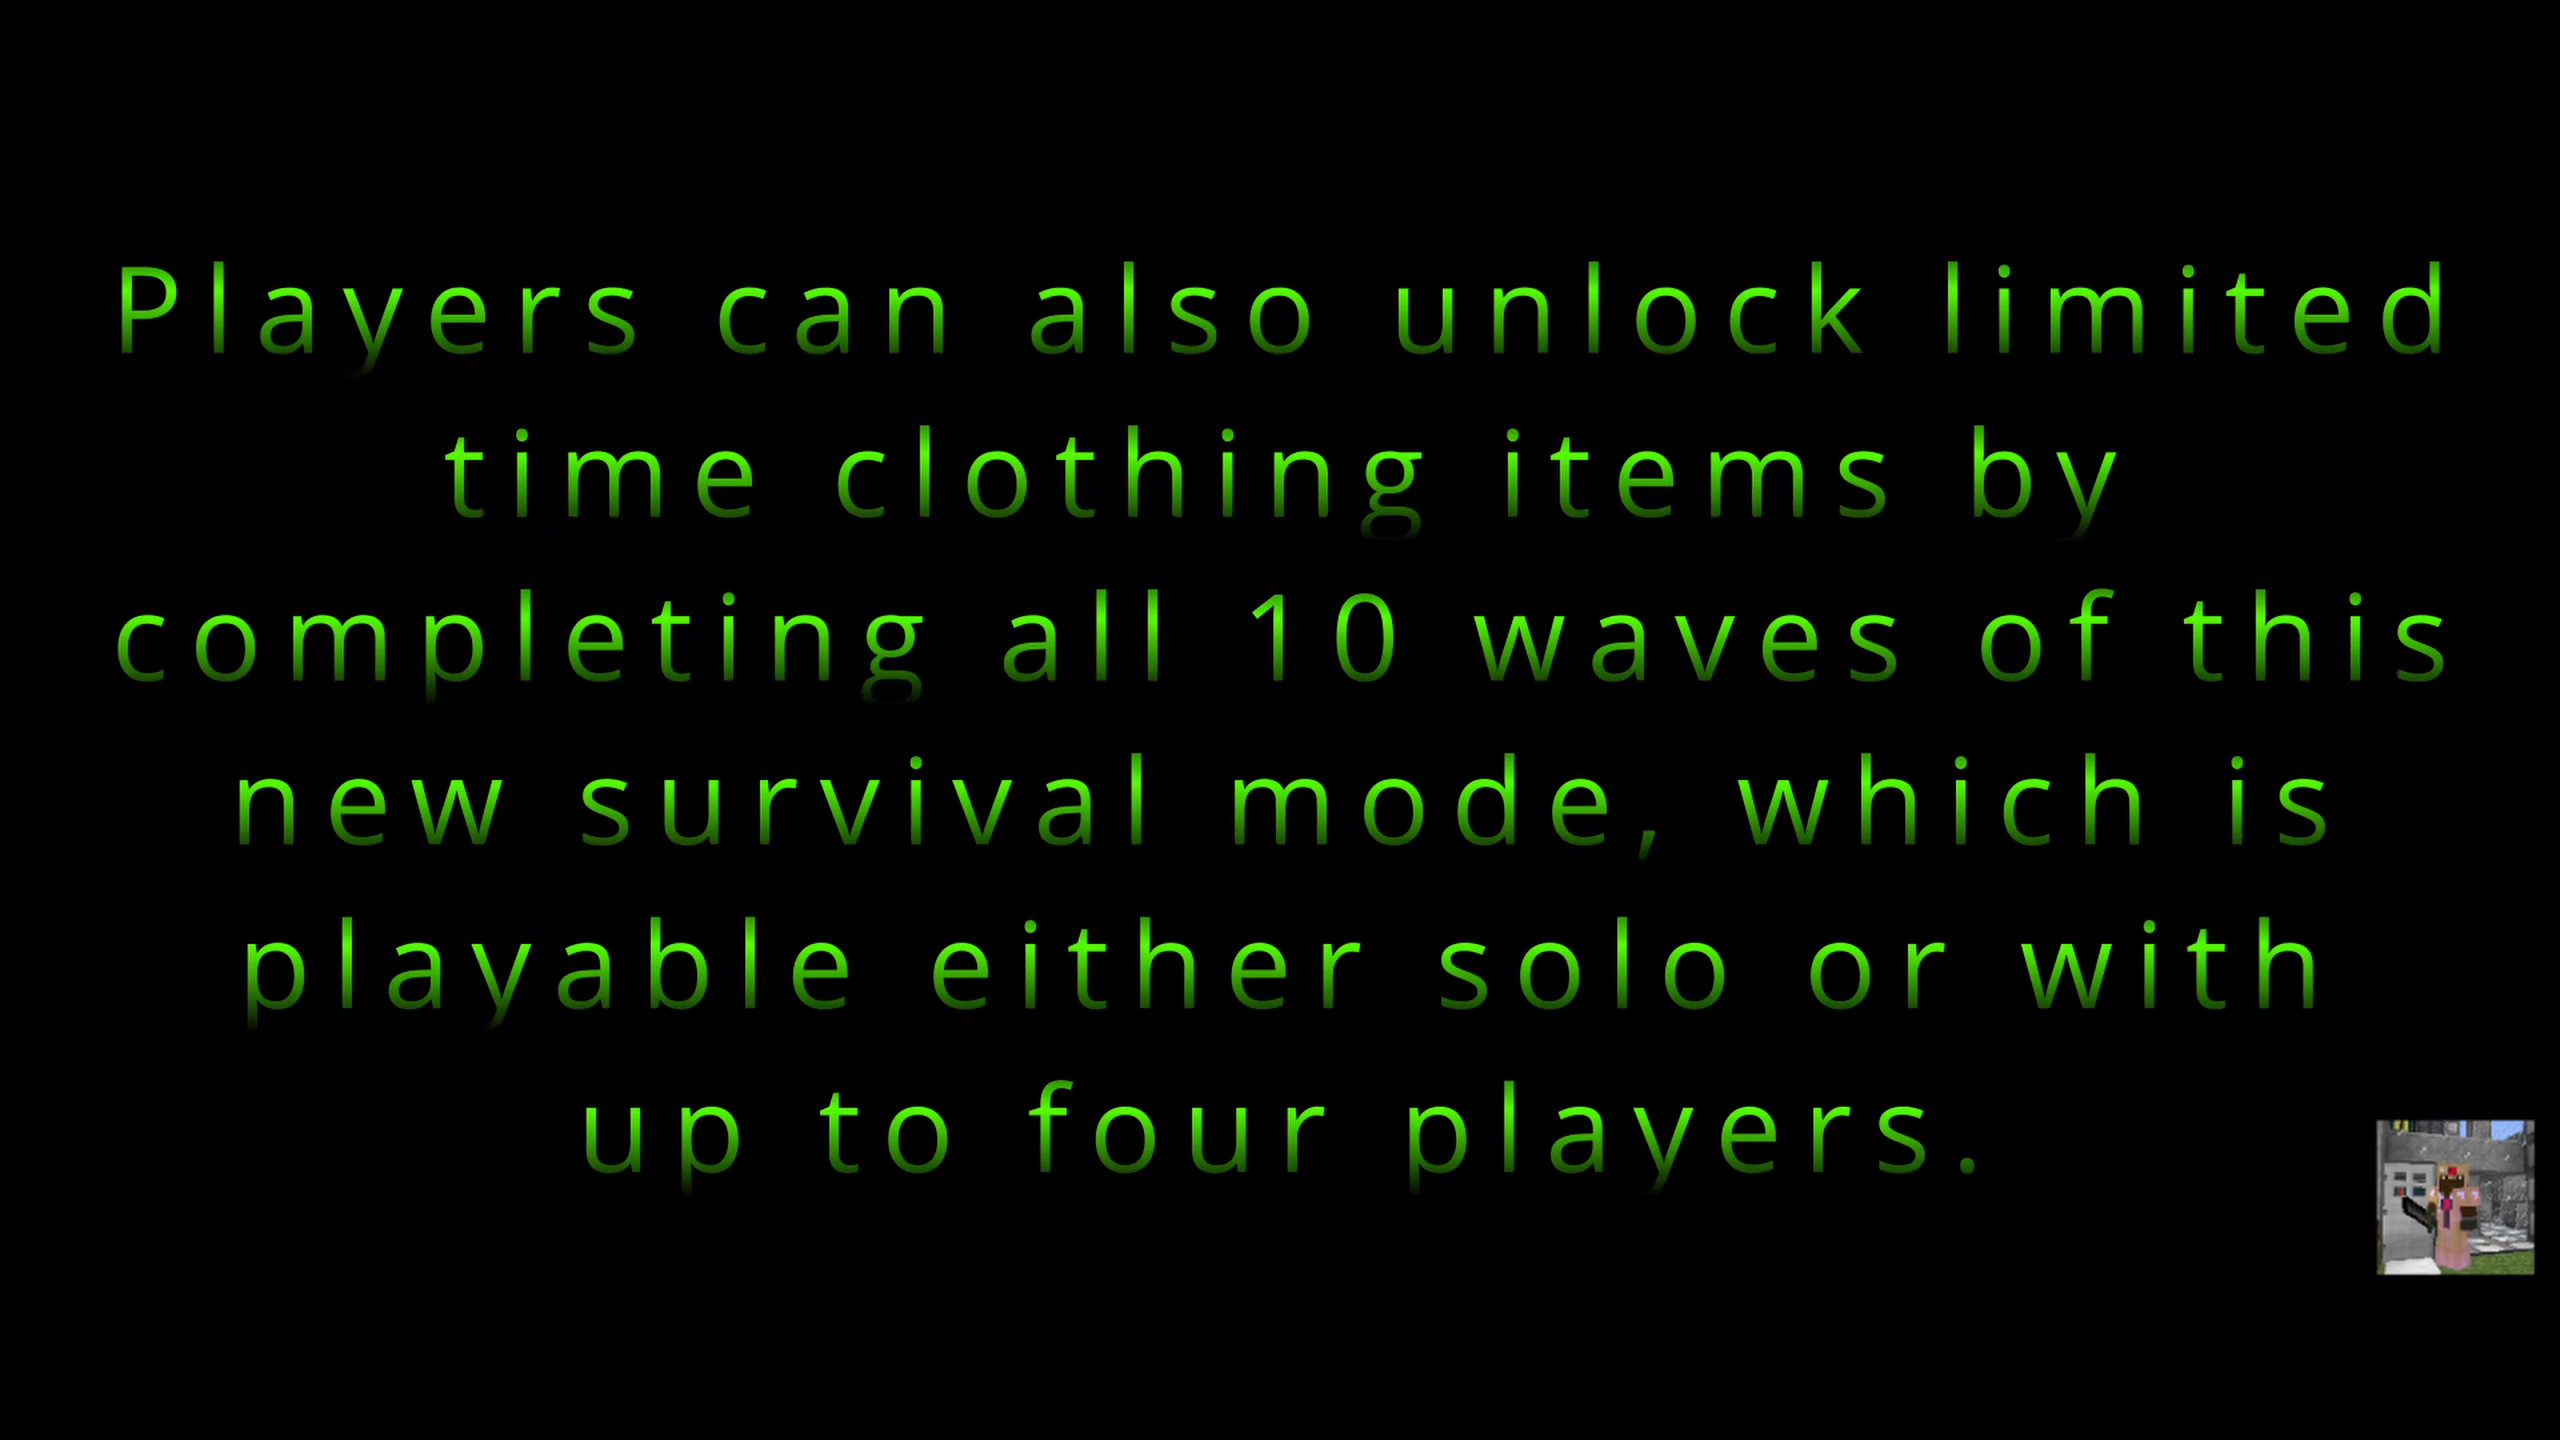 Players can also unlock limited
time clothing items by
completing all 10 waves of this
new survival mode, which is
playable either solo or with
up to four players.